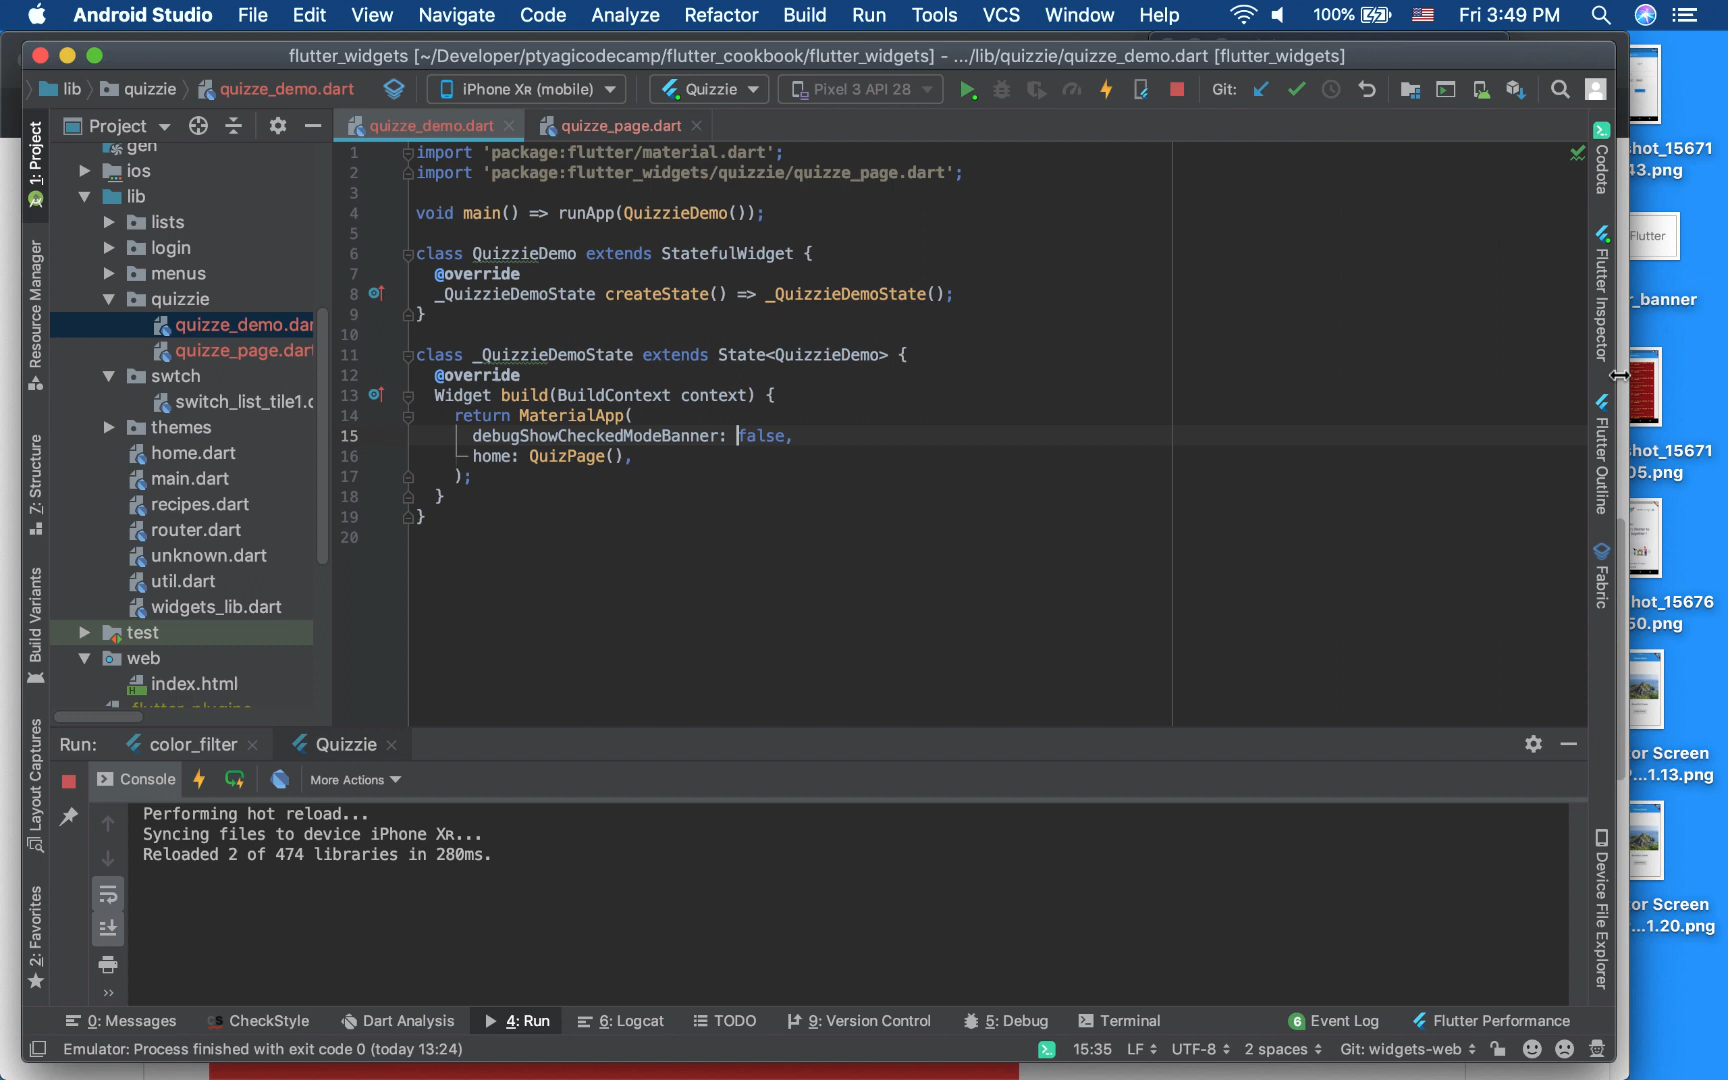 Android Studio File Edit View Navigate Code Analyze Refactor Build Run Tools VCS Window Help 100% Fri 3:49 PM
flutter_widgets [~/Developer/ptyagicodecamp/flutter_cookbook/flutter_widgets] - .../lib/quizzie/quizze_demo.dart [flutter_widgets]
lib quizzie quizze_demo.dart iPhone Xʀ (mobile) Quizzie Pixel 3 API 28 Git:
Project quizze_demo.dart quizze_page.dart
gen
ios
lib
lists
login
menus
quizzie
quizze_demo.dar
quizze_page.dart
swtch
switch_list_tile1.c
themes
home.dart
main.dart
recipes.dart
router.dart
unknown.dart
util.dart
widgets_lib.dart
test
web
index.html
.flutter-plugins
1 import 'package:flutter/material.dart';
2 import 'package:flutter_widgets/quizzie/quizze_page.dart';
3
4 void main() => runApp(QuizzieDemo());
5
6 class QuizzieDemo extends StatefulWidget {
7 @override
8 _QuizzieDemoState createState() => _QuizzieDemoState();
9 }
10
11 class _QuizzieDemoState extends State<QuizzieDemo> {
12 @override
13 Widget build(BuildContext context) {
14 return MaterialApp(
15 debugShowCheckedModeBanner: false,
16 home: QuizPage(),
17 );
18 }
19 }
20
1: Project
Resource Manager
Z: Structure
Build Variants
Layout Captures
2: Favorites
Codota
Flutter Inspector
Flutter Outline
Fabric
Device File Explorer
Run: color_filter Quizzie
Console More Actions
Performing hot reload...
Syncing files to device iPhone Xʀ...
Reloaded 2 of 474 libraries in 280ms.
0: Messages CheckStyle Dart Analysis 4: Run 6: Logcat TODO 9: Version Control 5: Debug Terminal 6 Event Log Flutter Performance
Emulator: Process finished with exit code 0 (today 13:24) 15:35 LF UTF-8 2 spaces Git: widgets-web
hot_15671
43.png
Flutter
r_banner
hot_15671
05.png
hot_15676
50.png
or Screen
...1.13.png
or Screen
...1.20.png